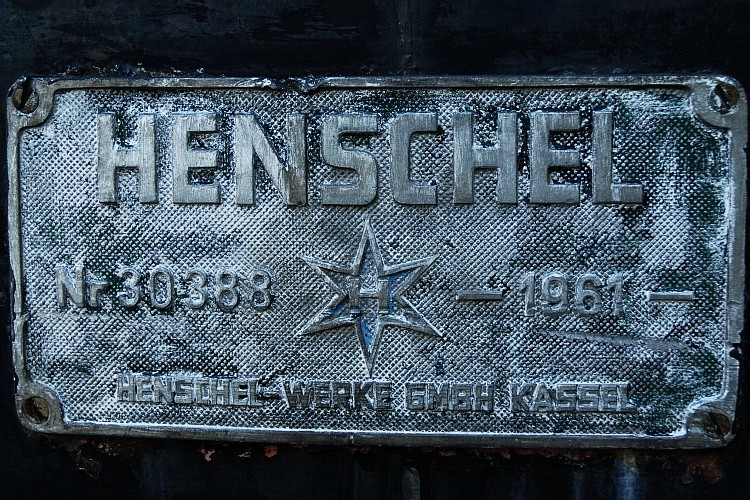 HENSCHEL
Nr 30388 H — 1961 —
HENSCHEL-WERKE GMBH KASSEL